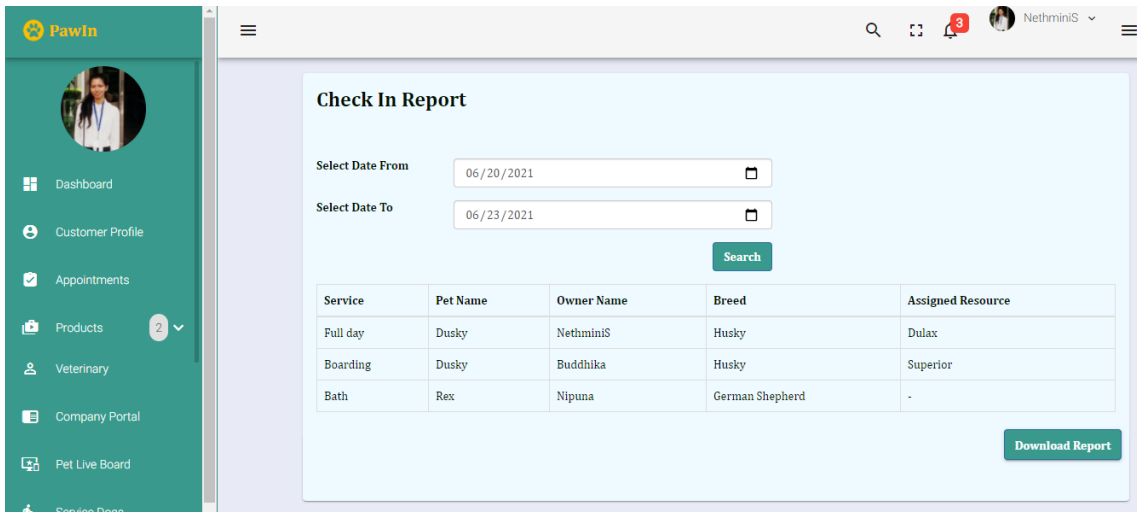 PawIn
3
NethminiS
Dashboard
Customer Profile
Appointments
Products 2
Veterinary
Company Portal
Pet Live Board
Service Dogs
Check In Report
Select Date From 06/20/2021
Select Date To 06/23/2021
Search
Service Pet Name Owner Name Breed Assigned Resource
Full day Dusky NethminiS Husky Dulax
Boarding Dusky Buddhika Husky Superior
Bath Rex Nipuna German Shepherd -
Download Report